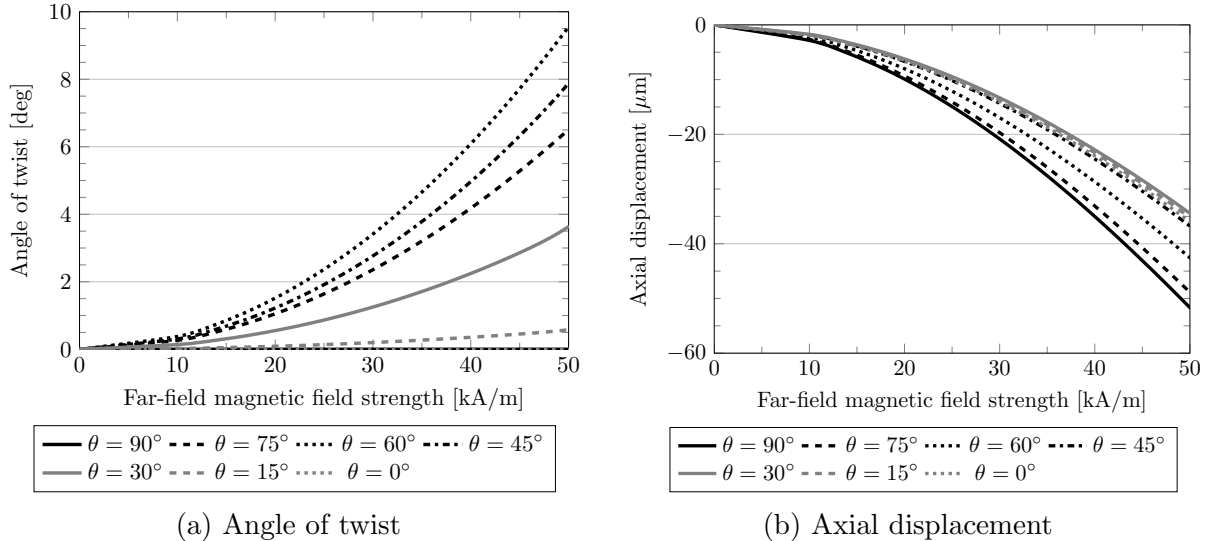 10
8
6
4
2
0
Angle of twist [deg]
0 10 20 30 40 50
Far-field magnetic field strength [kA/m]
θ = 90° θ = 75° θ = 60° θ = 45°
θ = 30° θ = 15° θ = 0°
(a) Angle of twist
0
−20
−40
−60
Axial displacement [μm]
0 10 20 30 40 50
Far-field magnetic field strength [kA/m]
θ = 90° θ = 75° θ = 60° θ = 45°
θ = 30° θ = 15° θ = 0°
(b) Axial displacement